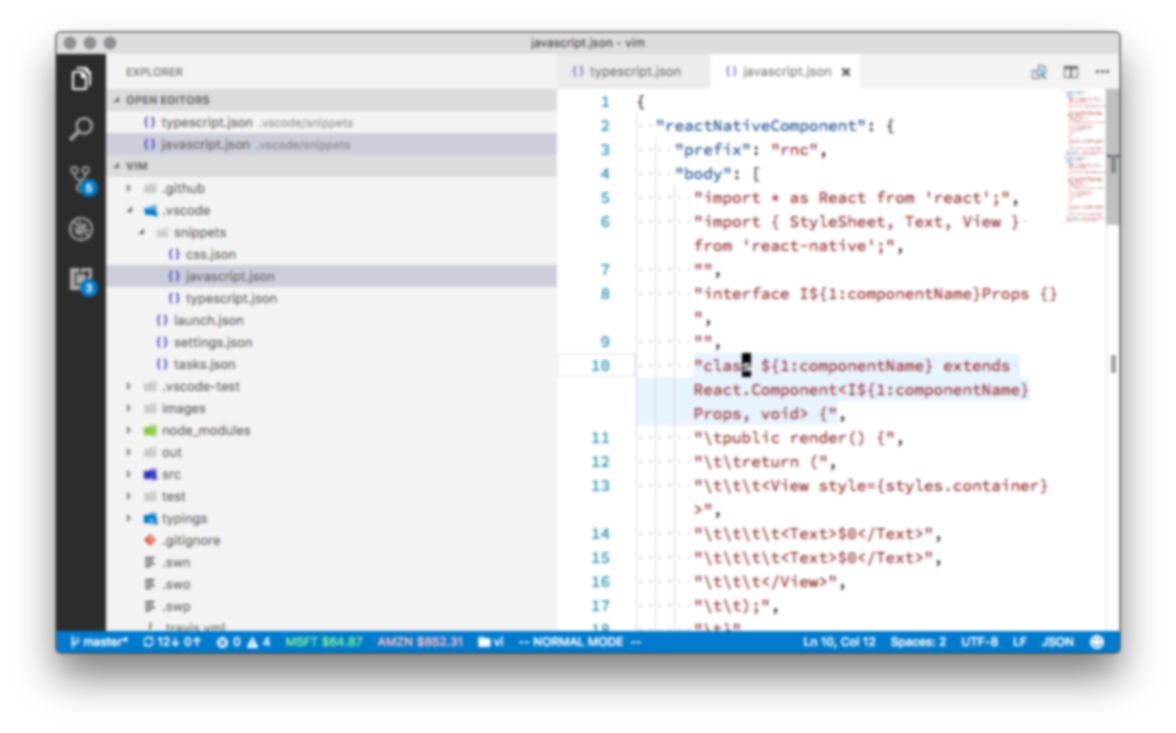 javascript.json - vim
EXPLORER
OPEN EDITORS
{} typescript.json .vscode/snippets
{} javascript.json .vscode/snippets
VIM
.github
.vscode
snippets
{} css.json
{} javascript.json
{} typescript.json
{} launch.json
{} settings.json
{} tasks.json
.vscode-test
images
node_modules
out
src
test
typings
.gitignore
.swn
.swo
.swp
.travis.yml
5
3
{} typescript.json
{} javascript.json ×
1 {
2 "reactNativeComponent": {
3 "prefix": "rnc",
4 "body": [
5 "import * as React from 'react';",
6 "import { StyleSheet, Text, View }
from 'react-native';",
7 "",
8 "interface I${1:componentName}Props {}
",
9 "",
10 "class ${1:componentName} extends
React.Component<I${1:componentName}
Props, void> {",
11 "\tpublic render() {",
12 "\t\treturn (",
13 "\t\t\t<View style={styles.container}
>",
14 "\t\t\t\t<Text>$0</Text>",
15 "\t\t\t\t<Text>$0</Text>",
16 "\t\t\t</View>",
17 "\t\t);",
18 "\t}"
master* 12↓ 0↑ 0 4 MSFT $64.87 AMZN $852.31 vi -- NORMAL MODE -- Ln 10, Col 12 Spaces: 2 UTF-8 LF JSON